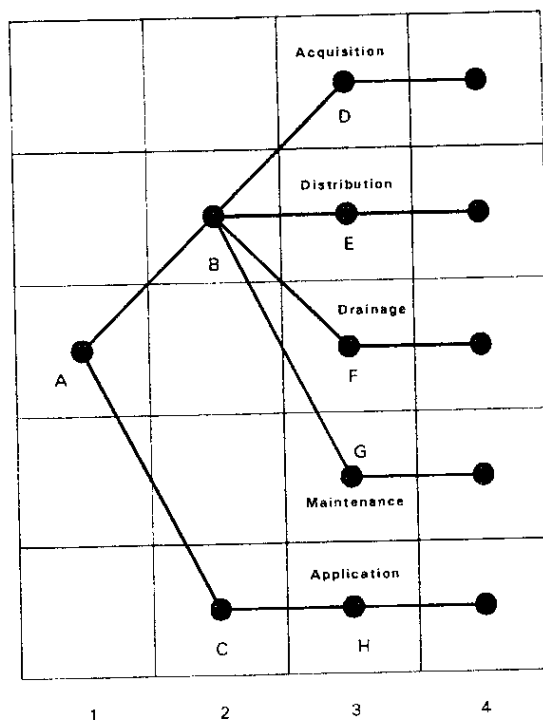 Acquisition
D
Distribution
B
E
Drainage
A
F
G
Maintenance
Application
C
H
1 2 3 4